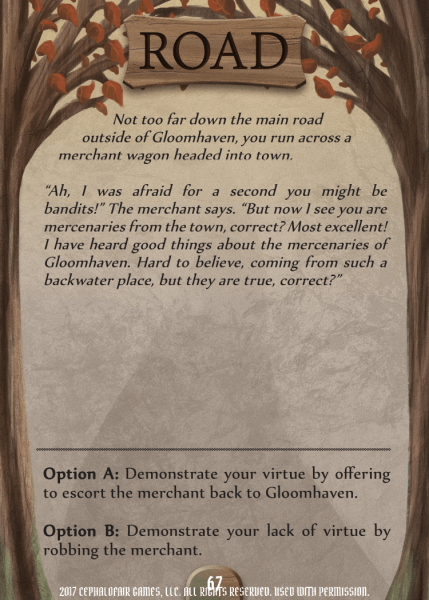 ROAD
Not too far down the main road
outside of Gloomhaven, you run across a
merchant wagon headed into town.
“Ah, I was afraid for a second you might be
bandits!” The merchant says. “But now I see you are
mercenaries from the town, correct? Most excellent!
I have heard good things about the mercenaries of
Gloomhaven. Hard to believe, coming from such a
backwater place, but they are true, correct?”
Option A: Demonstrate your virtue by offering
to escort the merchant back to Gloomhaven.
Option B: Demonstrate your lack of virtue by
robbing the merchant.
67
2017 CEPHALOFAIR GAMES, LLC. ALL RIGHTS RESERVED. USED WITH PERMISSION.